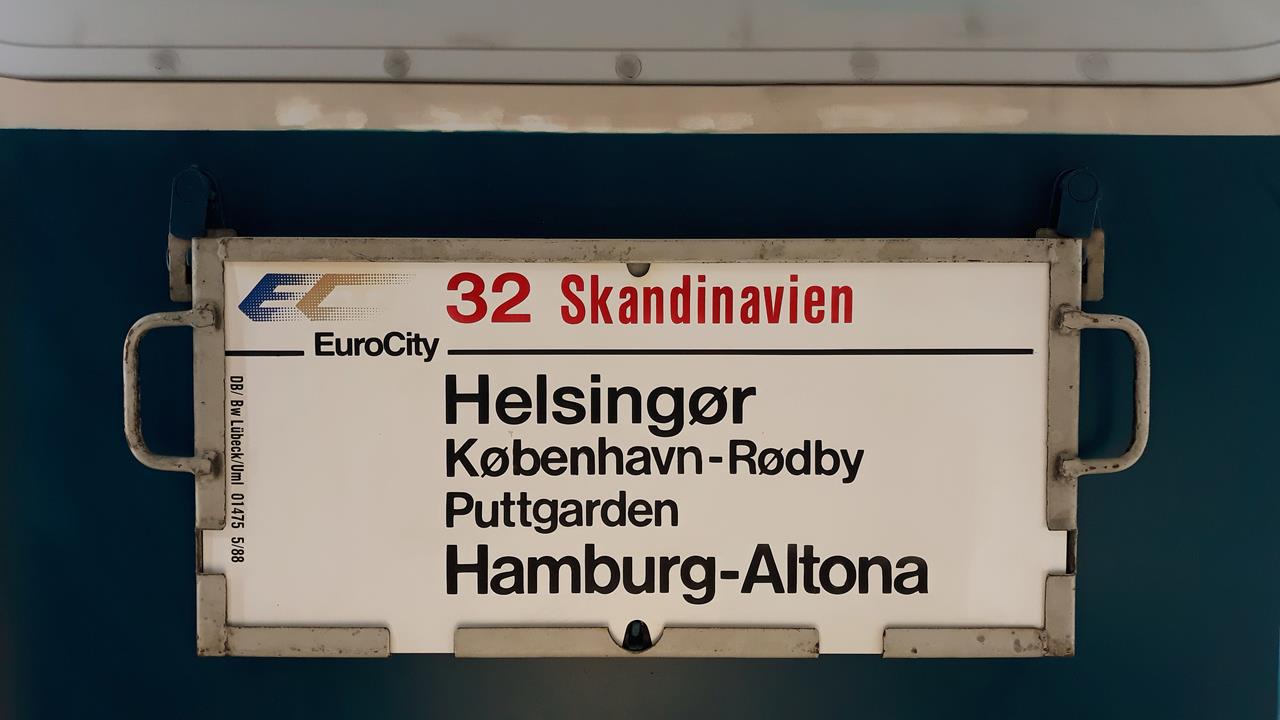 EC 32 Skandinavien
EuroCity
Helsingør
København-Rødby
Puttgarden
Hamburg-Altona
DB/ Bw Lübeck/Uml 01475 5/88